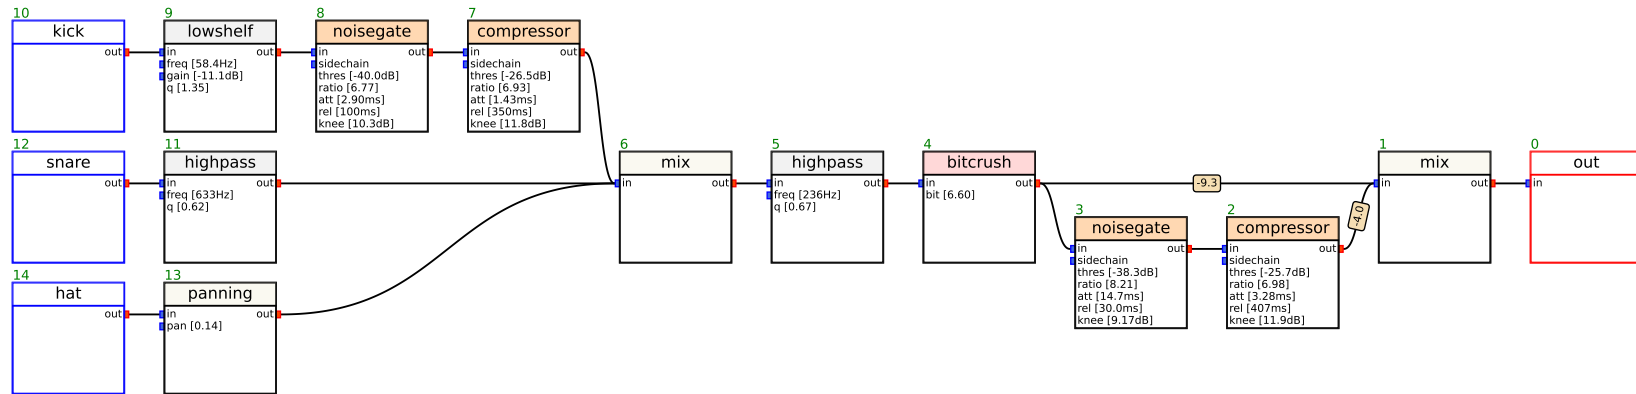 10
kick
out
9
lowshelf
in out
freq [58.4Hz]
gain [-11.1dB]
q [1.35]
8
noisegate
in out
sidechain
thres [-40.0dB]
ratio [6.77]
att [2.90ms]
rel [100ms]
knee [10.3dB]
7
compressor
in out
sidechain
thres [-26.5dB]
ratio [6.93]
att [1.43ms]
rel [350ms]
knee [11.8dB]
12
snare
out
11
highpass
in out
freq [633Hz]
q [0.62]
6
mix
in out
5
highpass
in out
freq [236Hz]
q [0.67]
4
bitcrush
in out
bit [6.60]
-9.3
3
noisegate
in out
sidechain
thres [-38.3dB]
ratio [8.21]
att [14.7ms]
rel [30.0ms]
knee [9.17dB]
2
compressor
in out
sidechain
thres [-25.7dB]
ratio [6.98]
att [3.28ms]
rel [407ms]
knee [11.9dB]
-4.0
1
mix
in out
0
out
in
14
hat
out
13
panning
in out
pan [0.14]